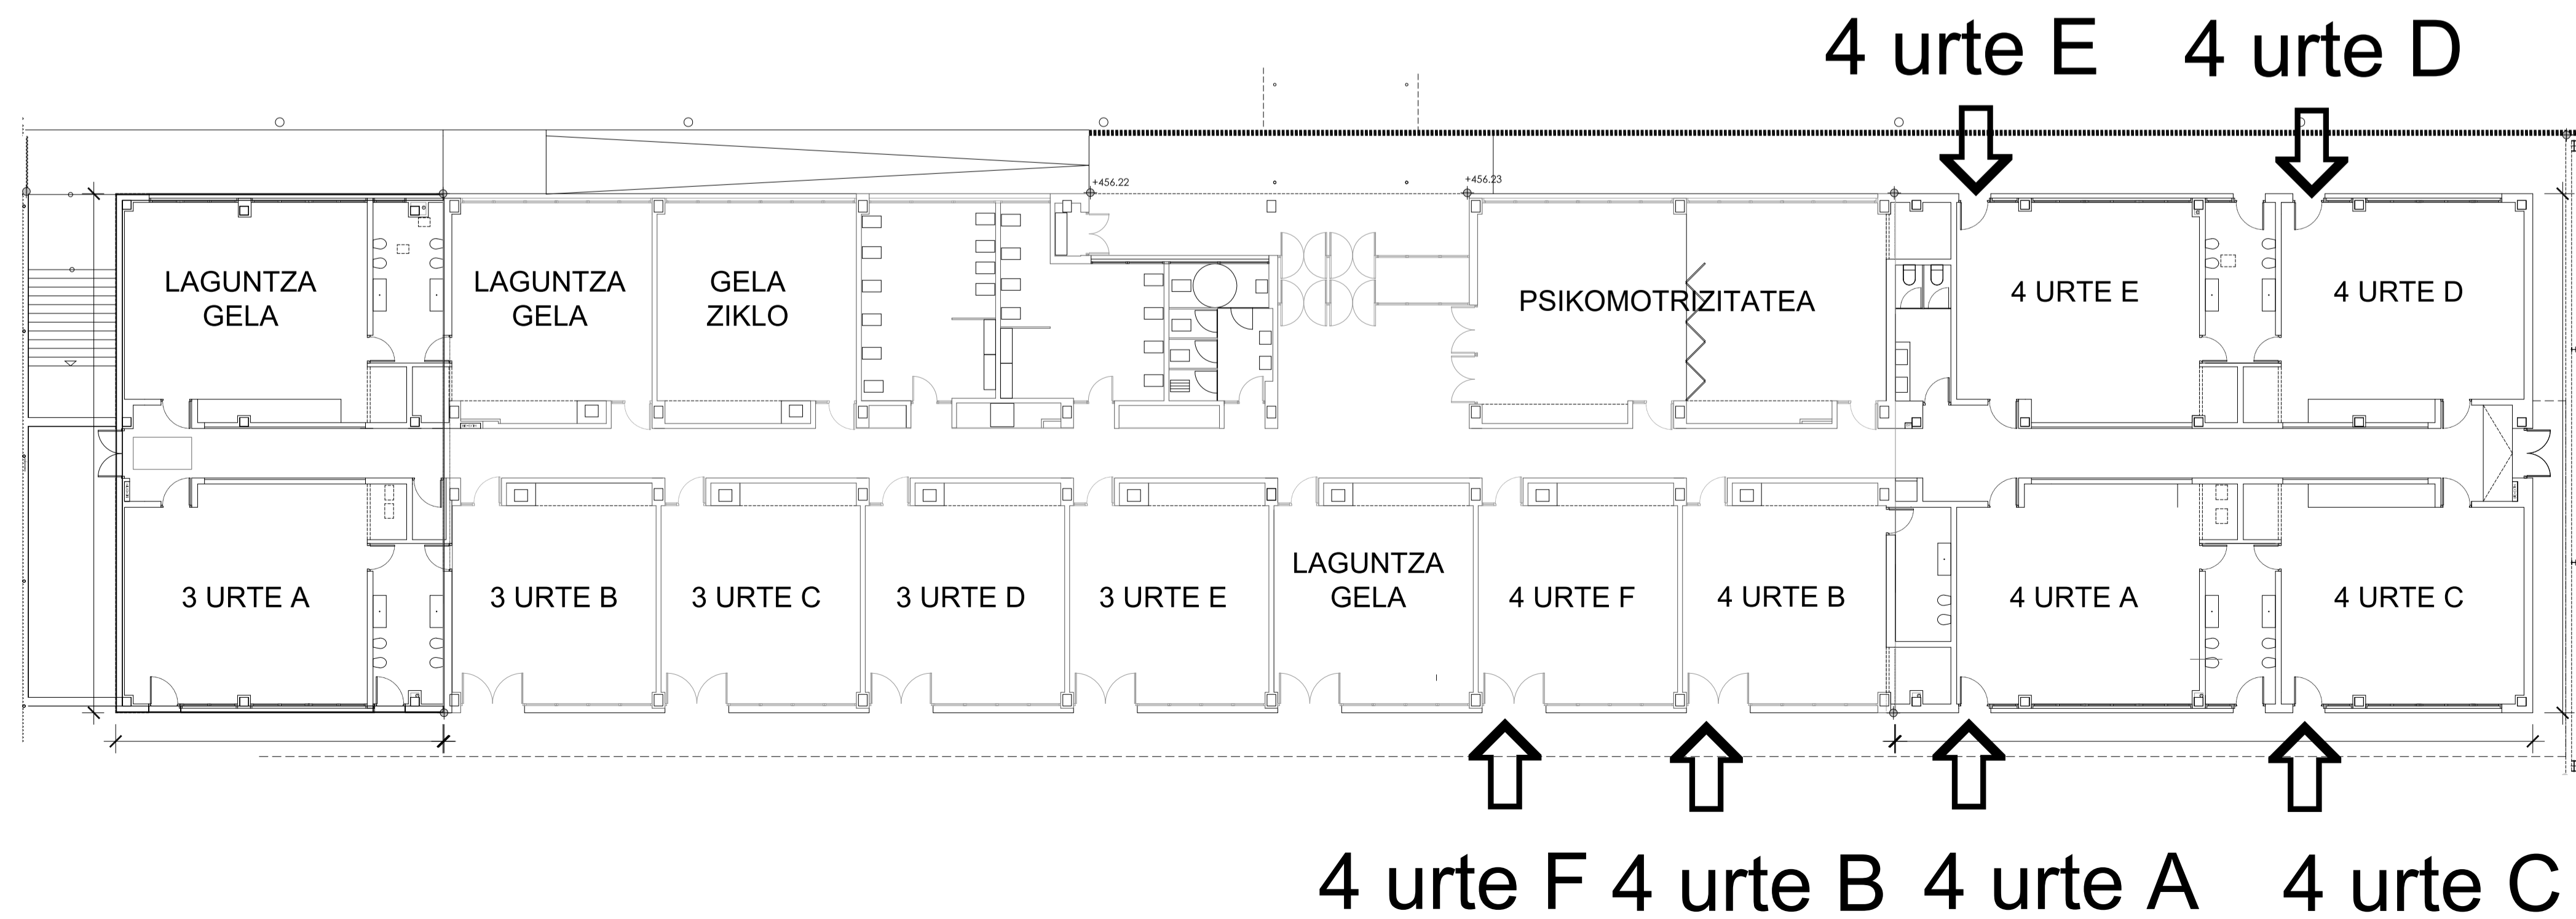 4 urte E
4 urte D
+456.22
+456.23
LAGUNTZA
GELA
LAGUNTZA
GELA
GELA
ZIKLO
PSIKOMOTRIZITATEA
4 URTE E
4 URTE D
3 URTE A
3 URTE B
3 URTE C
3 URTE D
3 URTE E
LAGUNTZA
GELA
4 URTE F
4 URTE B
4 URTE A
4 URTE C
4 urte F
4 urte B
4 urte A
4 urte C